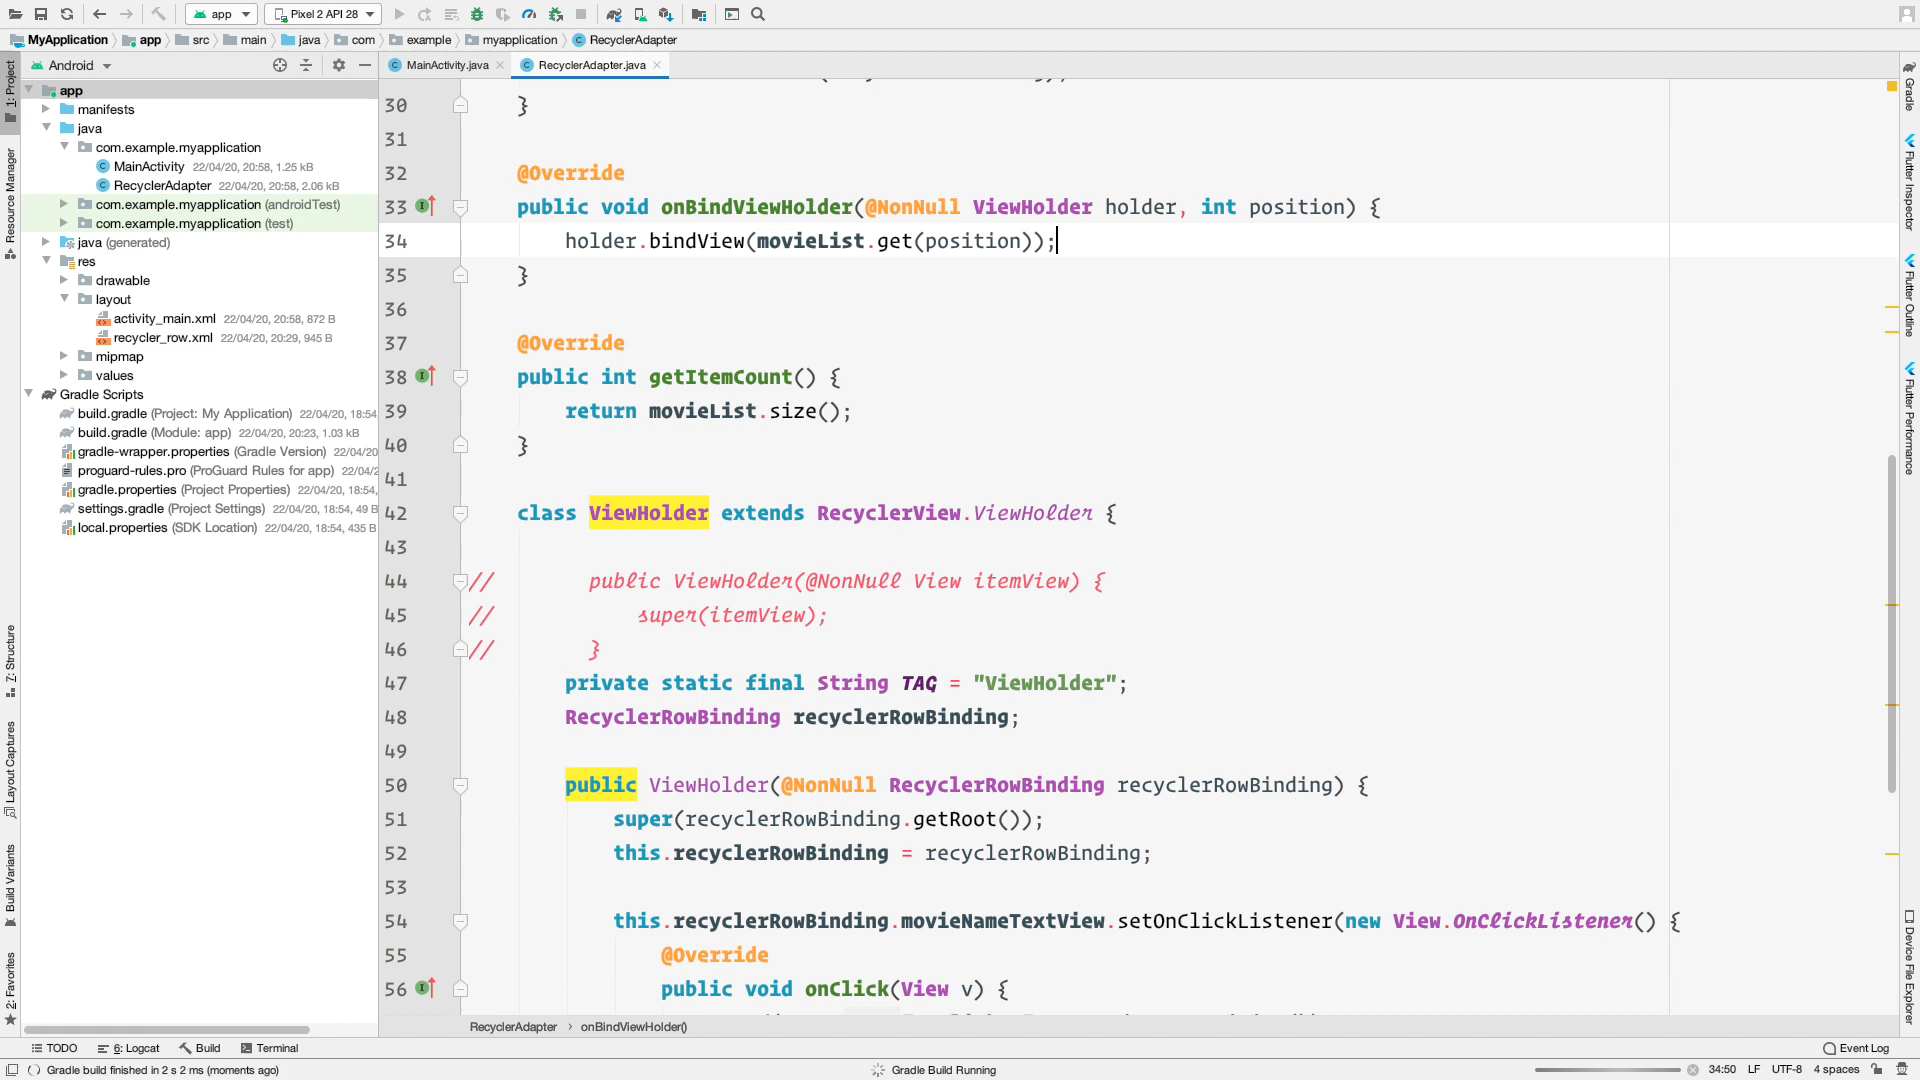 app
Pixel 2 API 28
MyApplication
app
src
main
java
com
example
myapplication
RecyclerAdapter
Android
MainActivity.java
RecyclerAdapter.java
app
manifests
java
com.example.myapplication
MainActivity 22/04/20, 20:58, 1.25 kB
RecyclerAdapter 22/04/20, 20:58, 2.06 kB
com.example.myapplication (androidTest)
com.example.myapplication (test)
java (generated)
res
drawable
layout
activity_main.xml 22/04/20, 20:58, 872 B
recycler_row.xml 22/04/20, 20:29, 945 B
mipmap
values
Gradle Scripts
build.gradle (Project: My Application) 22/04/20, 18:54,
build.gradle (Module: app) 22/04/20, 20:23, 1.03 kB
gradle-wrapper.properties (Gradle Version) 22/04/20
proguard-rules.pro (ProGuard Rules for app) 22/04/2
gradle.properties (Project Properties) 22/04/20, 18:54,
settings.gradle (Project Settings) 22/04/20, 18:54, 49 B
local.properties (SDK Location) 22/04/20, 18:54, 435 B
30 }
31
32 @Override
33 public void onBindViewHolder(@NonNull ViewHolder holder, int position) {
34 holder.bindView(movieList.get(position));
35 }
36
37 @Override
38 public int getItemCount() {
39 return movieList.size();
40 }
41
42 class ViewHolder extends RecyclerView.ViewHolder {
43
44 // public ViewHolder(@NonNull View itemView) {
45 // super(itemView);
46 // }
47 private static final String TAG = "ViewHolder";
48 RecyclerRowBinding recyclerRowBinding;
49
50 public ViewHolder(@NonNull RecyclerRowBinding recyclerRowBinding) {
51 super(recyclerRowBinding.getRoot());
52 this.recyclerRowBinding = recyclerRowBinding;
53
54 this.recyclerRowBinding.movieNameTextView.setOnClickListener(new View.OnClickListener() {
55 @Override
56 public void onClick(View v) {
RecyclerAdapter
onBindViewHolder()
1: Project
Resource Manager
7: Structure
Layout Captures
Build Variants
2: Favorites
Gradle
Flutter Inspector
Flutter Outline
Flutter Performance
Device File Explorer
TODO
6: Logcat
Build
Terminal
Event Log
Gradle build finished in 2 s 2 ms (moments ago)
Gradle Build Running
34:50
LF
UTF-8
4 spaces